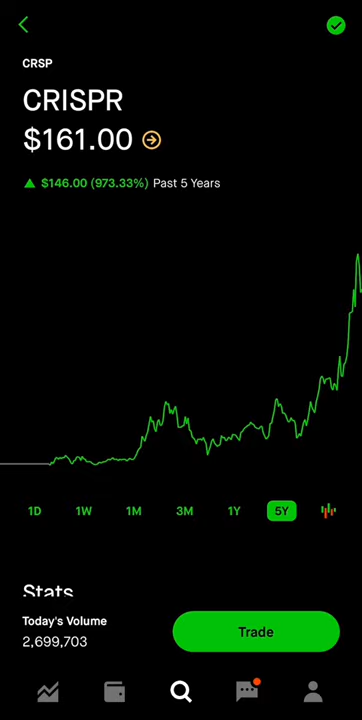 CRSP
CRISPR
$161.00
$146.00 (973.33%) Past 5 Years
1D 1W 1M 3M 1Y 5Y
Stats
Today's Volume
2,699,703
Trade